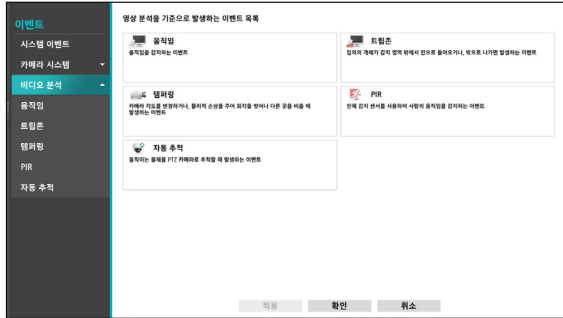 이벤트
시스템 이벤트
카메라 시스템
비디오 분석
움직임
트립존
템퍼링
PIR
자동 추적
영상 분석을 기준으로 발생하는 이벤트 목록
움직임
움직임을 감지하는 이벤트
트립존
임의의 개체가 감지 영역 밖에서 안으로 들어오거나, 밖으로 나가면 발생하는 이벤트
템퍼링
카메라 각도를 변경하거나, 물리적 손상을 주어 화각을 벗어나 다른 곳을 비출 때
발생하는 이벤트
PIR
인체 감지 센서를 사용하여 사람의 움직임을 감지하는 이벤트
자동 추적
움직이는 물체를 PTZ 카메라로 추적할 때 발생하는 이벤트
적용
확인
취소